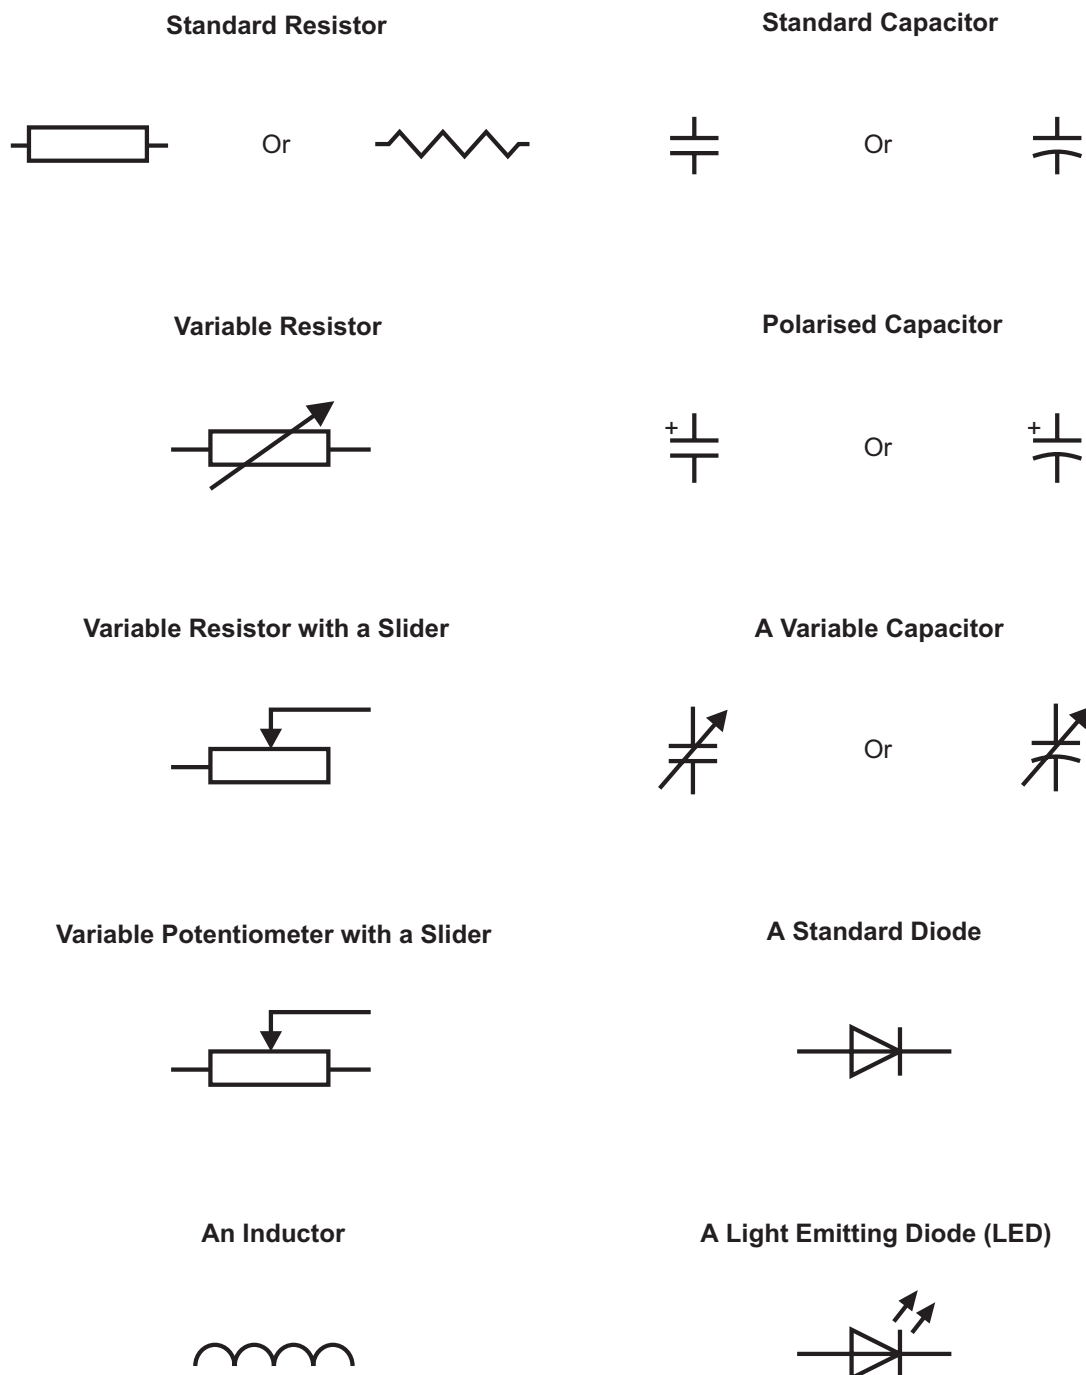 Standard Resistor
Standard Capacitor
Or
Or
Variable Resistor
Polarised Capacitor
+
Or
+
Variable Resistor with a Slider
A Variable Capacitor
Or
Variable Potentiometer with a Slider
A Standard Diode
An Inductor
A Light Emitting Diode (LED)